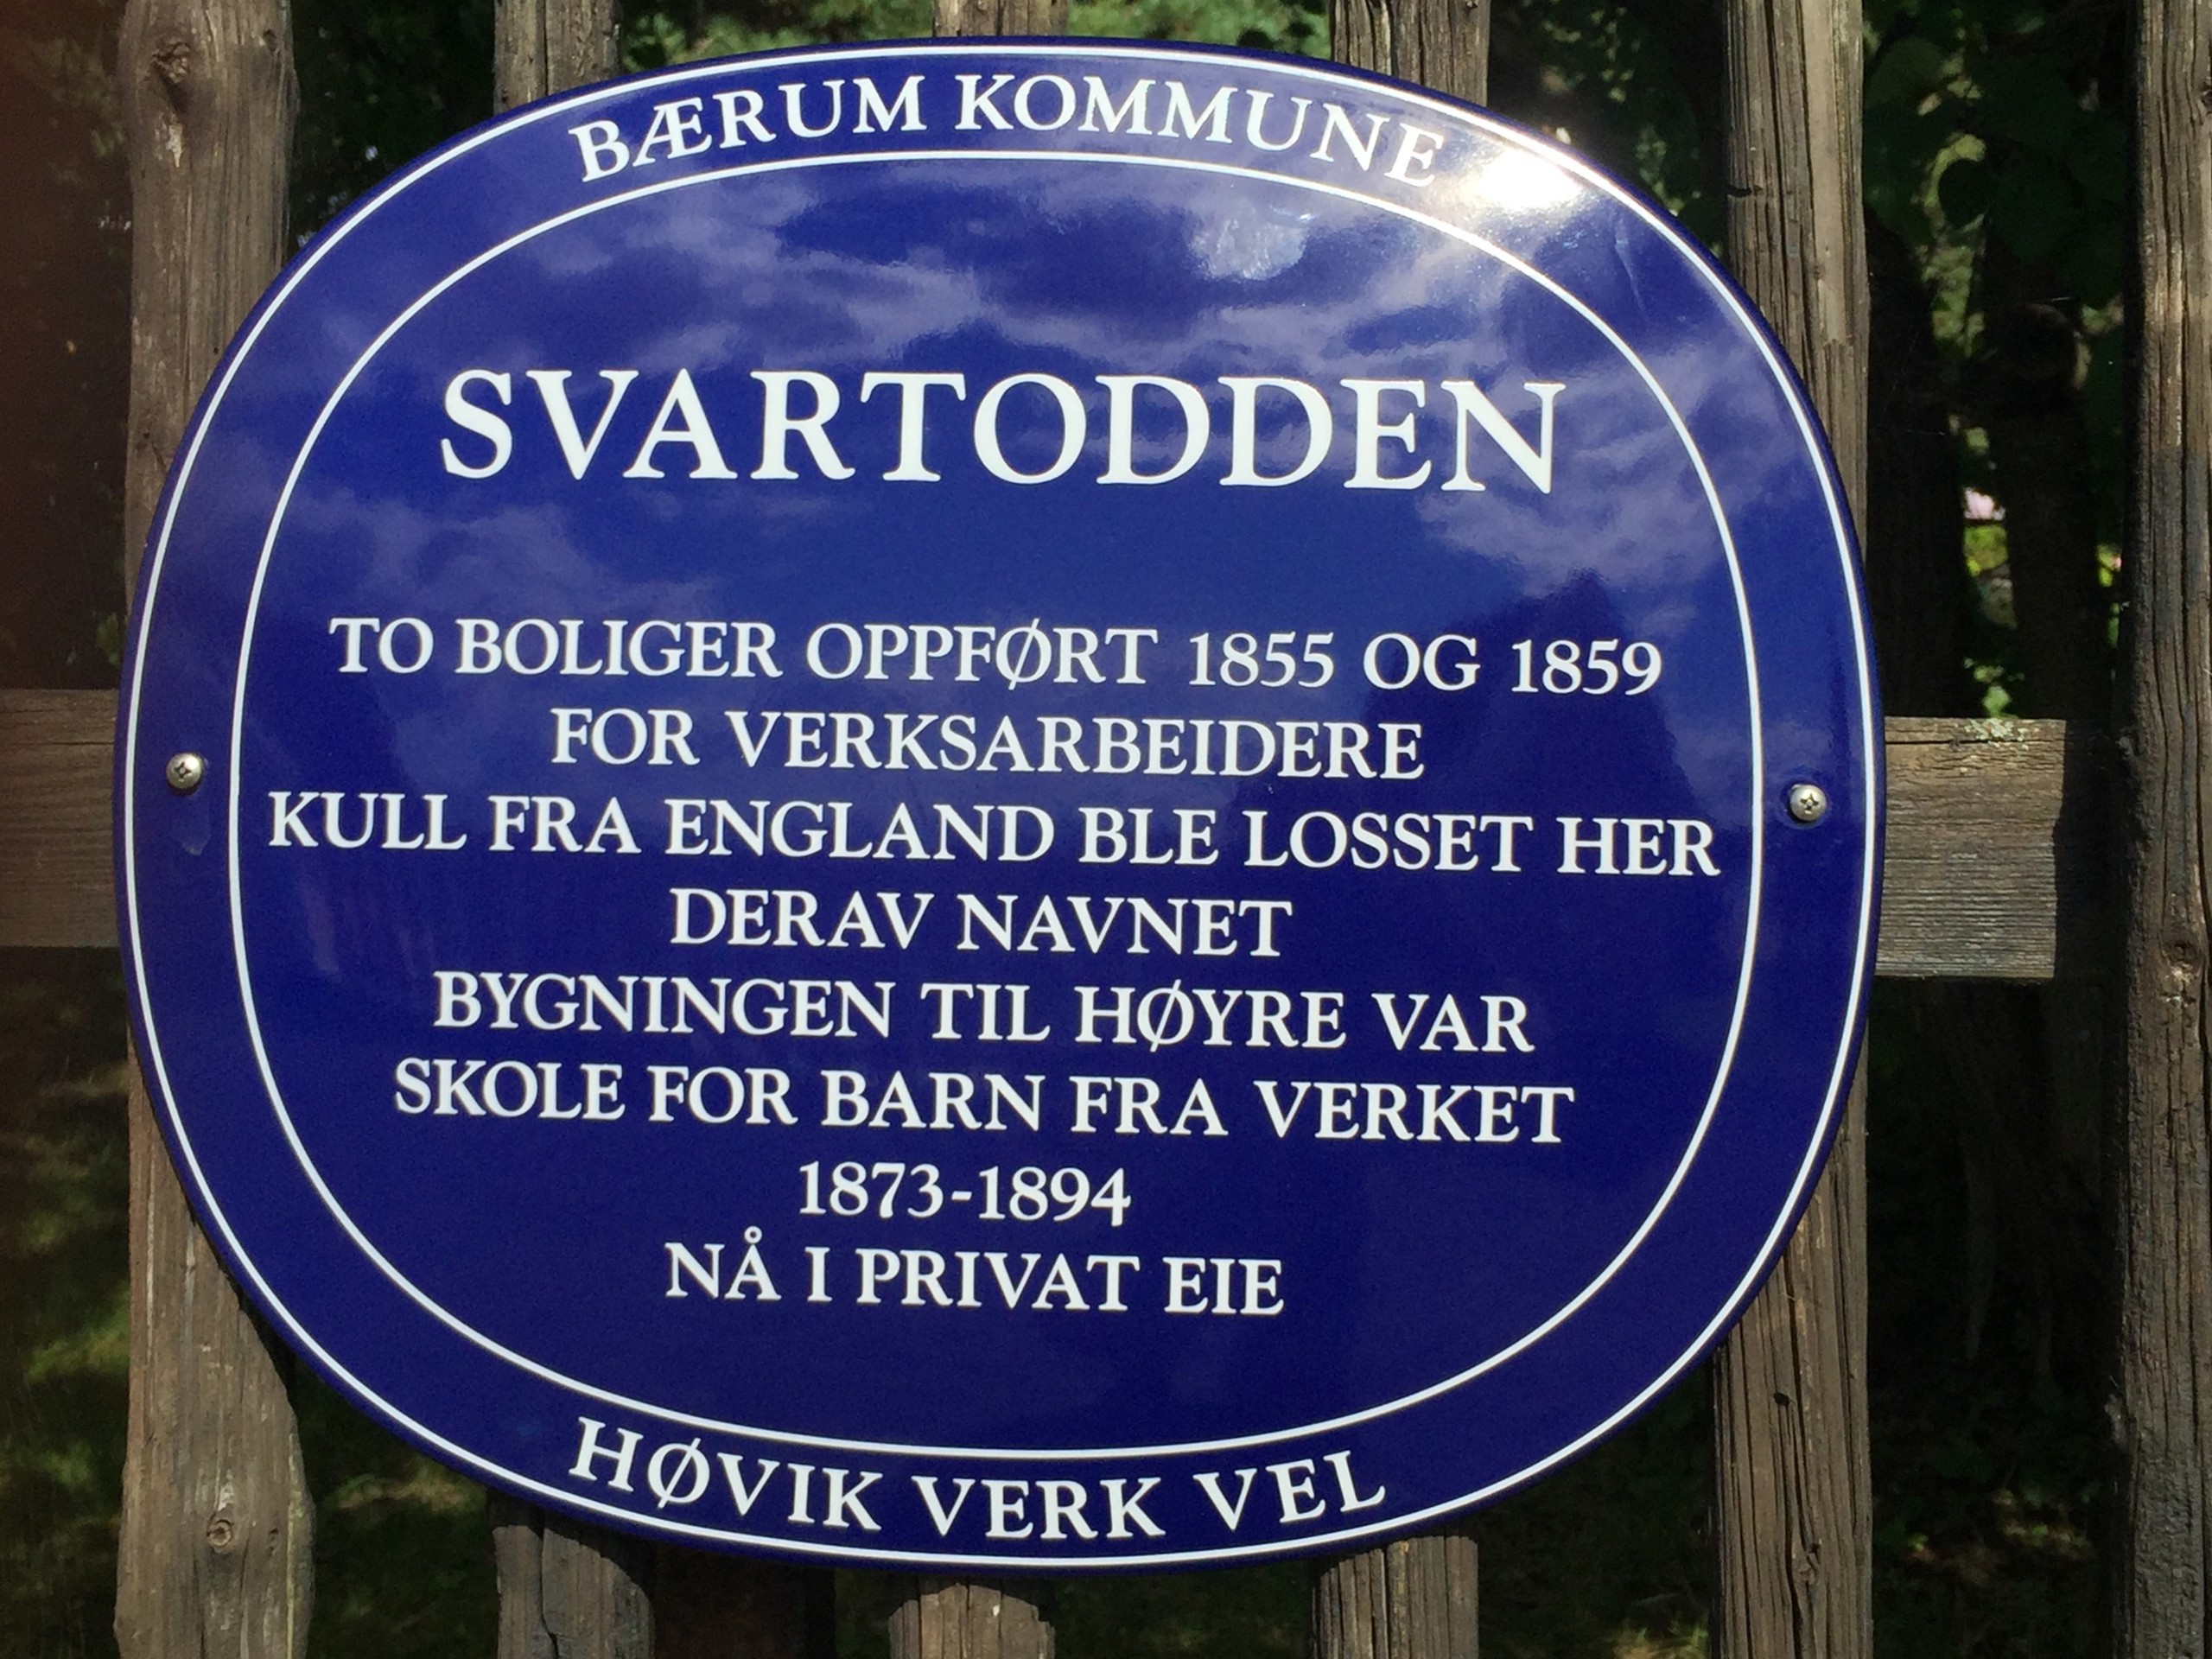 BÆRUM KOMMUNE
SVARTODDEN
TO BOLIGER OPPFØRT 1855 OG 1859
FOR VERKSARBEIDERE
KULL FRA ENGLAND BLE LOSSET HER
DERAV NAVNET
BYGNINGEN TIL HØYRE VAR
SKOLE FOR BARN FRA VERKET
1873-1894
NÅ I PRIVAT EIE
HØVIK VERK VEL